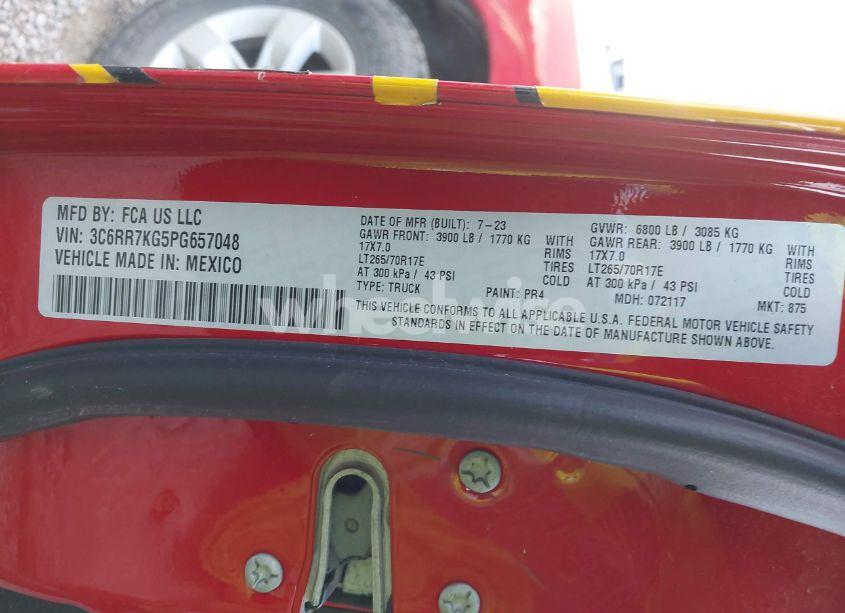 MFD BY: FCA US LLC
VIN: 3C6RR7KG5PG657048
VEHICLE MADE IN: MEXICO
DATE OF MFR (BUILT): 7-23
GVWR: 6800 LB / 3085 KG
GAWR FRONT: 3900 LB / 1770 KG WITH
GAWR REAR: 3900 LB / 1770 KG WITH
17X7.0 RIMS
17X7.0 RIMS
LT265/70R17E TIRES
LT265/70R17E TIRES
AT 300 kPa / 43 PSI COLD
AT 300 kPa / 43 PSI COLD
TYPE: TRUCK PAINT: PR4 MDH: 072117 MKT: 875
THIS VEHICLE CONFORMS TO ALL APPLICABLE U.S.A. FEDERAL MOTOR VEHICLE SAFETY
STANDARDS IN EFFECT ON THE DATE OF MANUFACTURE SHOWN ABOVE.